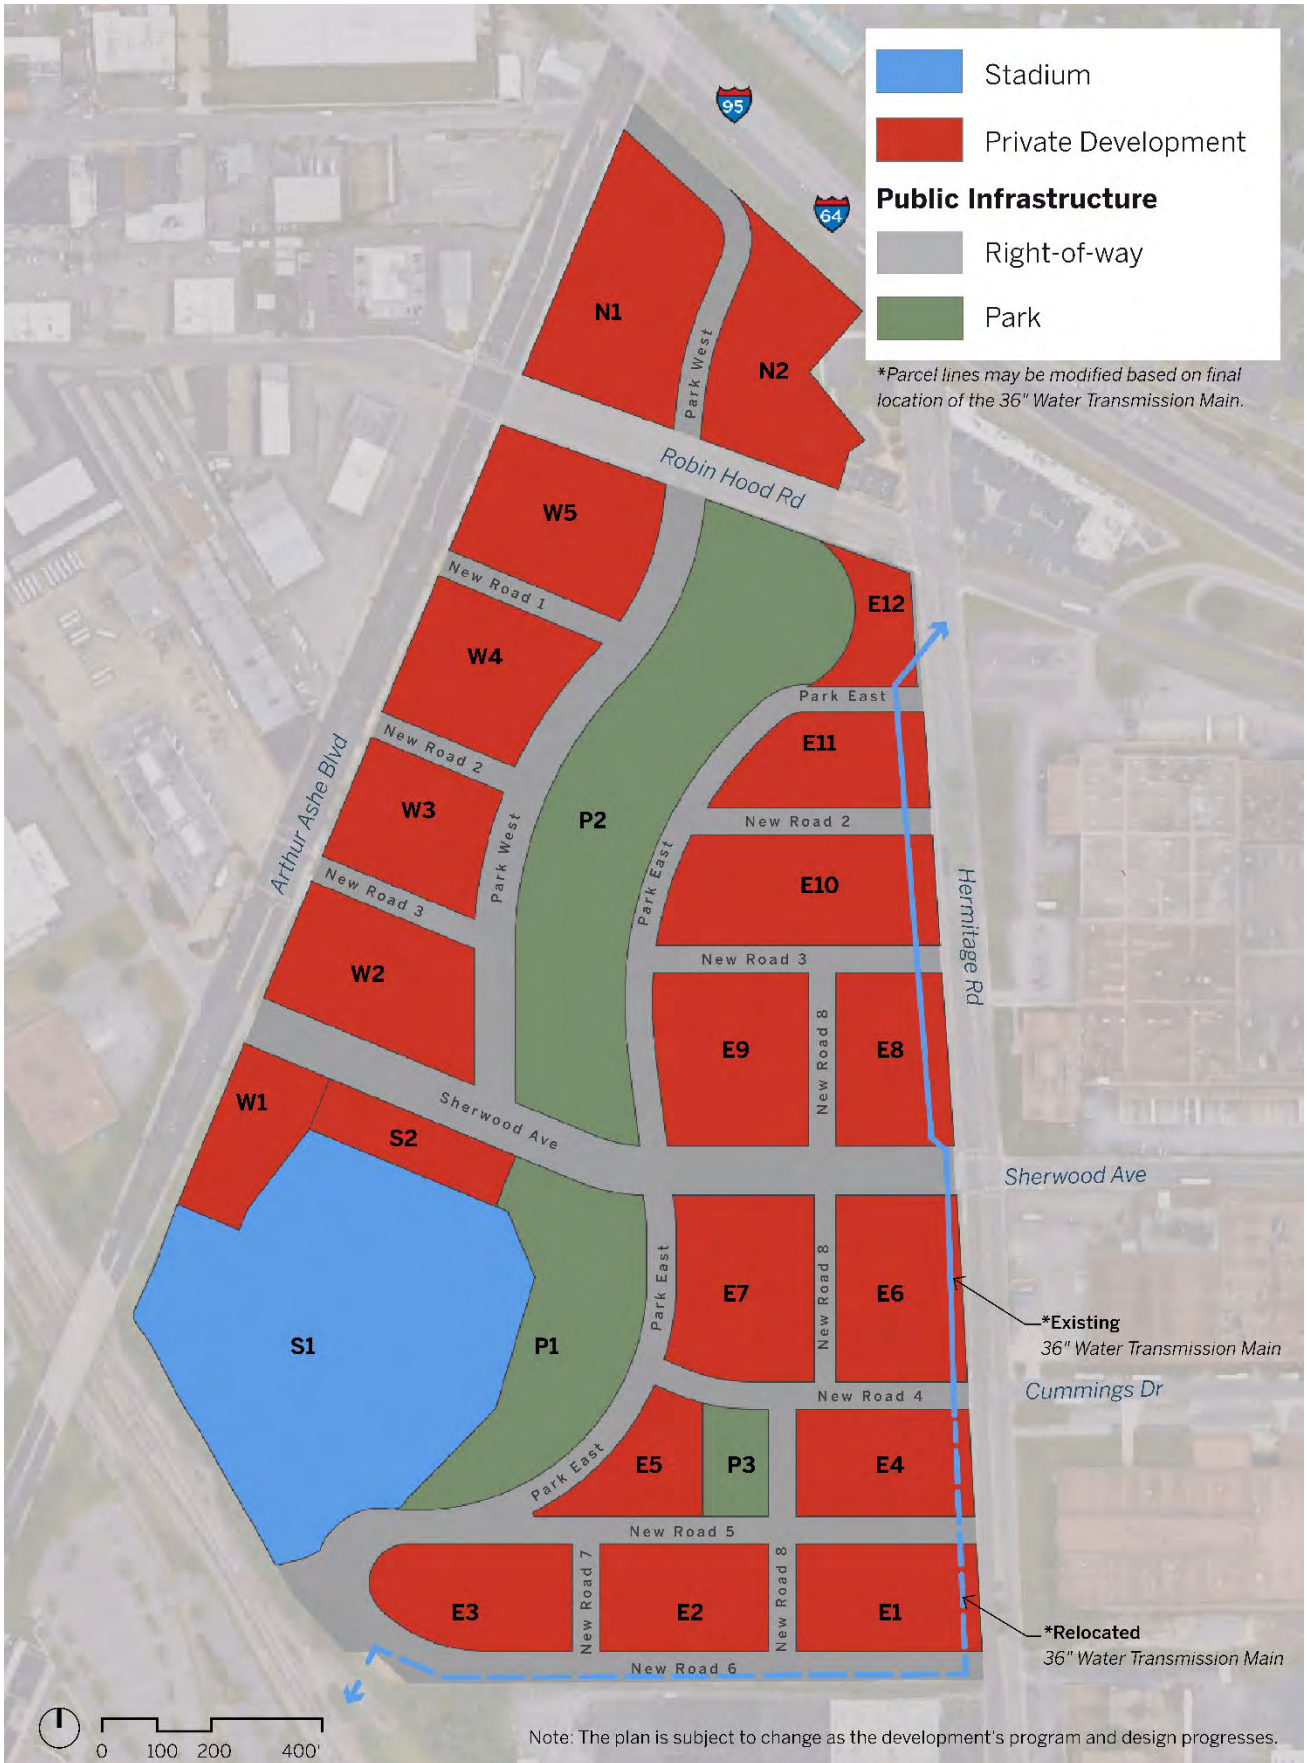 95
64
Stadium
Private Development
Public Infrastructure
Right-of-way
Park
*Parcel lines may be modified based on final
location of the 36" Water Transmission Main.
N1
N2
Park West
Robin Hood Rd
W5
New Road 1
E12
W4
Park East
New Road 2
E11
Arthur Ashe Blvd
W3
P2
New Road 2
Park West
Park East
New Road 3
E10
Hermitage Rd
W2
New Road 3
E9
New Road 8
E8
W1
Sherwood Ave
S2
Sherwood Ave
Park East
E7
New Road 8
E6
*Existing
36" Water Transmission Main
S1
P1
Cummings Dr
New Road 4
Park East
E5
P3
E4
New Road 5
New Road 7
New Road 8
E3
E2
E1
*Relocated
36" Water Transmission Main
New Road 6
0 100 200 400'
Note: The plan is subject to change as the development's program and design progresses.